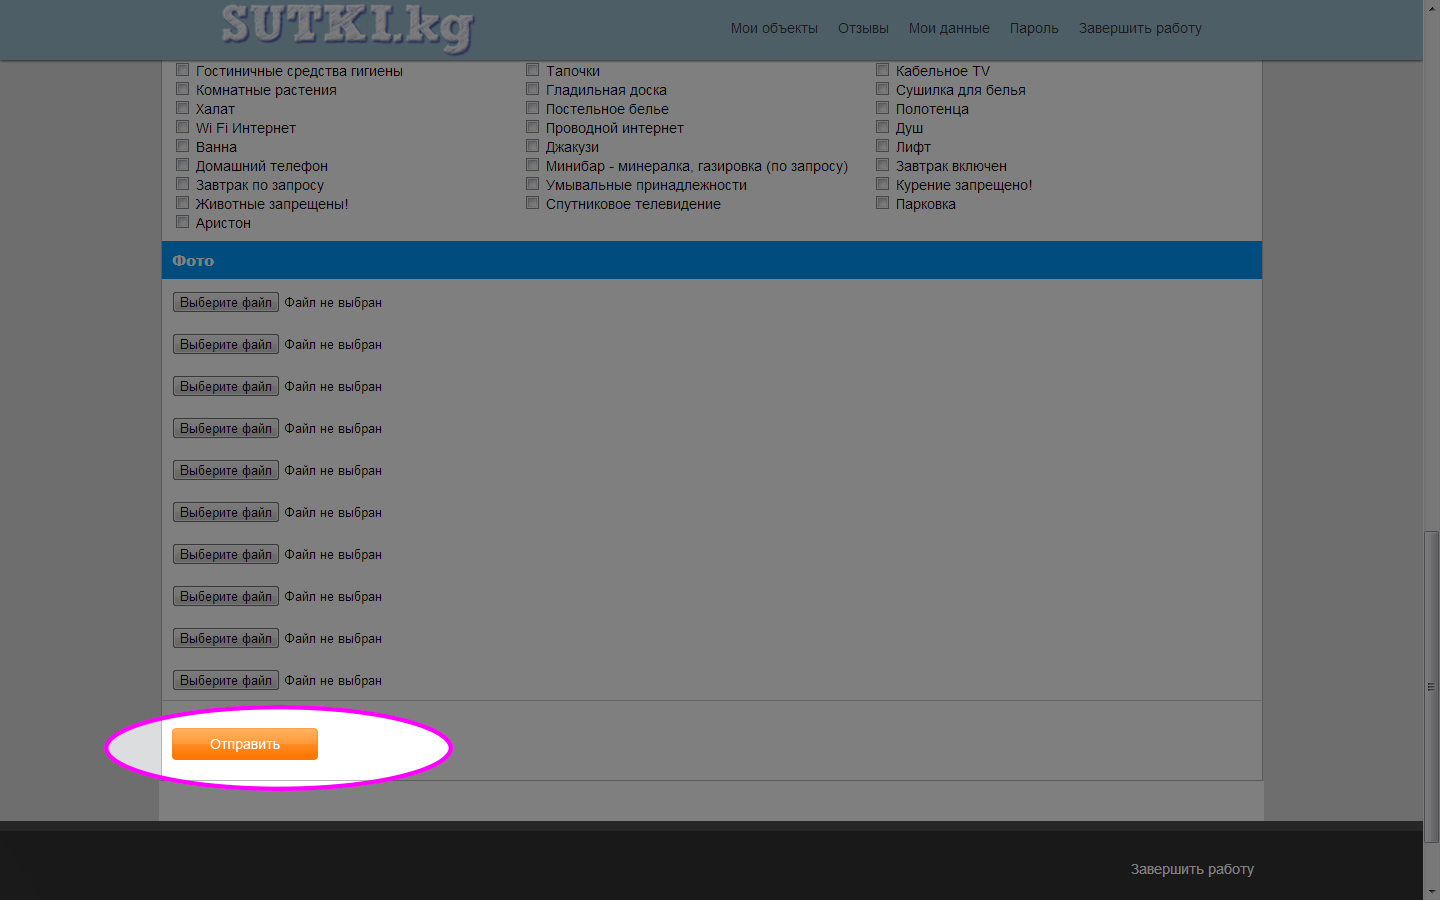 SUTKI.kg
Мои объекты Отзывы Мои данные Пароль Завершить работу
Гостиничные средства гигиены Тапочки Кабельное TV
Комнатные растения Гладильная доска Сушилка для белья
Халат Постельное белье Полотенца
Wi Fi Интернет Проводной интернет Душ
Ванна Джакузи Лифт
Домашний телефон Минибар - минералка, газировка (по запросу) Завтрак включен
Завтрак по запросу Умывальные принадлежности Курение запрещено!
Животные запрещены! Спутниковое телевидение Парковка
Аристон
Фото
Выберите файл Файл не выбран
Выберите файл Файл не выбран
Выберите файл Файл не выбран
Выберите файл Файл не выбран
Выберите файл Файл не выбран
Выберите файл Файл не выбран
Выберите файл Файл не выбран
Выберите файл Файл не выбран
Выберите файл Файл не выбран
Выберите файл Файл не выбран
Отправить
Завершить работу